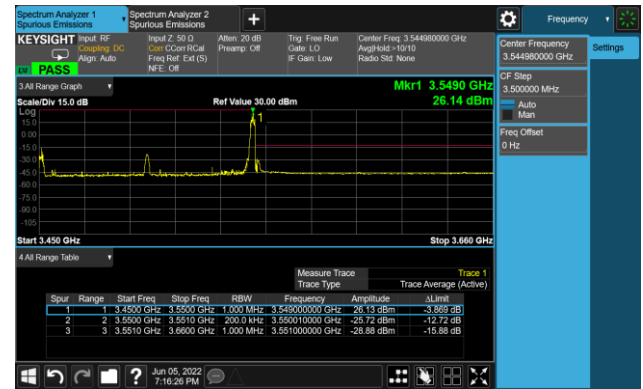 Spectrum Analyzer 1
Spurious Emissions
Spectrum Analyzer 2
Spurious Emissions
+
Frequency
KEYSIGHT
Input: RF
Coupling: DC
Align: Auto
Input Z: 50 Ω
Corr CCorr RCal
Freq Ref: Ext (S)
NFE: Off
Atten: 20 dB
Preamp: Off
Trig: Free Run
Gate: LO
IF Gain: Low
Center Freq: 3.544980000 GHz
Avg|Hold:>10/10
Radio Std: None
PASS
Center Frequency
3.544980000 GHz
Settings
CF Step
3.500000 MHz
Auto
Man
Freq Offset
0 Hz
3 All Range Graph
Mkr1 3.5490 GHz
Scale/Div 15.0 dB
Ref Value 30.00 dBm
26.14 dBm
Log
15.0
0.00
-15.0
-30.0
-45.0
-60.0
-75.0
-90.0
-105
1
Start 3.450 GHz
Stop 3.660 GHz
4 All Range Table
Measure Trace Trace 1
Trace Type Trace Average (Active)
Spur Range Start Freq Stop Freq RBW Frequency Amplitude ΔLimit
1 1 3.4500 GHz 3.5500 GHz 1.000 MHz 3.549000000 GHz 26.13 dBm -3.869 dB
2 2 3.5500 GHz 3.5510 GHz 200.0 kHz 3.550010000 GHz -25.72 dBm -12.72 dB
3 3 3.5510 GHz 3.6600 GHz 1.000 MHz 3.551000000 GHz -28.88 dBm -15.88 dB
?
Jun 05, 2022
7:16:26 PM